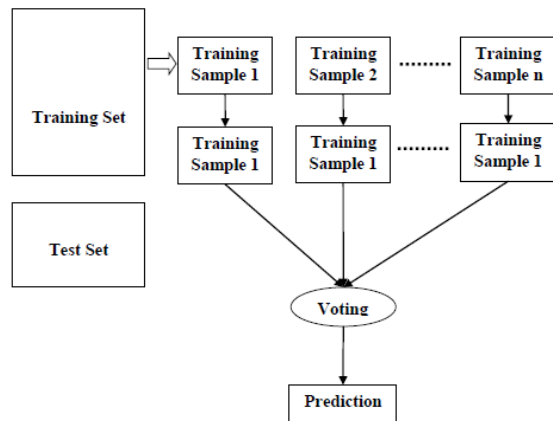 Training Set
Training
Sample 1
Training
Sample 2
.........
Training
Sample n
Training
Sample 1
Training
Sample 1
.........
Training
Sample 1
Test Set
Voting
Prediction